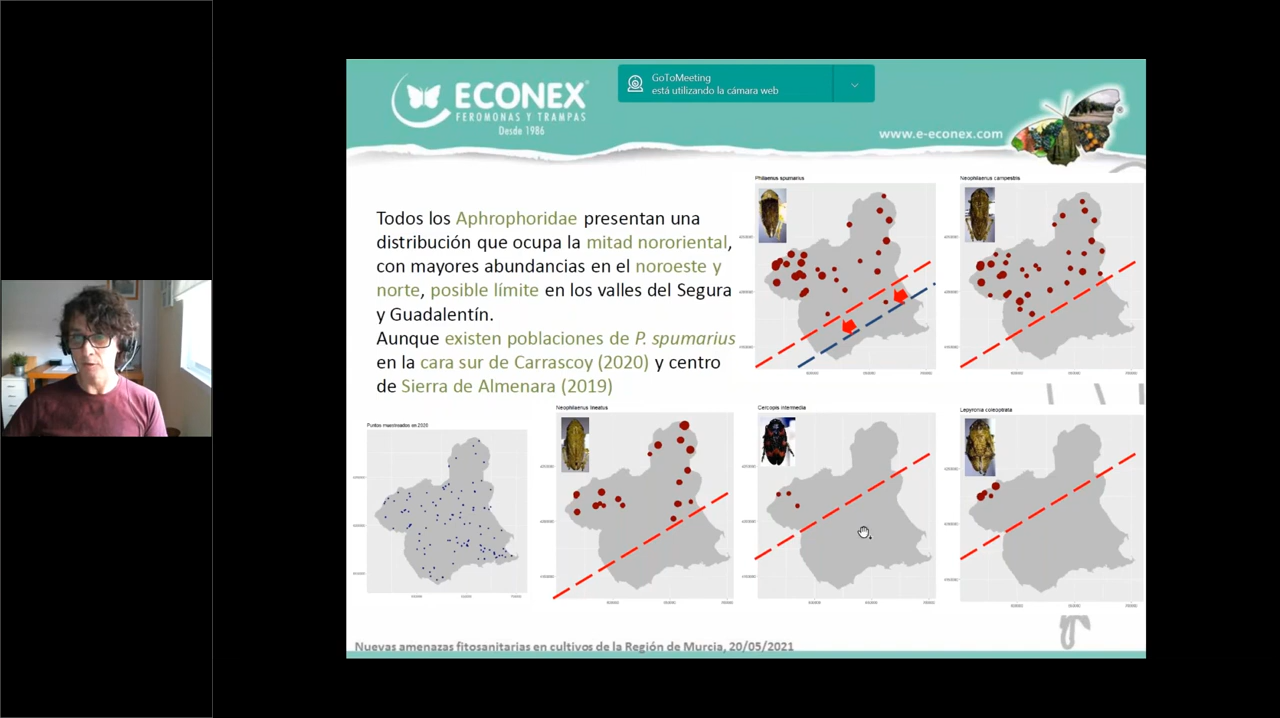 GoToMeeting
está utilizando la cámara web
ECONEX
FEROMONAS Y TRAMPAS
Desde 1986
www.e-econex.com
Todos los Aphrophoridae presentan una
distribución que ocupa la mitad nororiental,
con mayores abundancias en el noroeste y
norte, posible límite en los valles del Segura
y Guadalentín.
Aunque existen poblaciones de P. spumarius
en la cara sur de Carrascoy (2020) y centro
de Sierra de Almenara (2019)
Philaenus spumarius
Neophilaenus campestris
Puntos muestreados en 2020
Neophilaenus lineatus
Cercopis intermedia
Lepyronia coleoptrata
Nuevas amenazas fitosanitarias en cultivos de la Región de Murcia, 20/05/2021